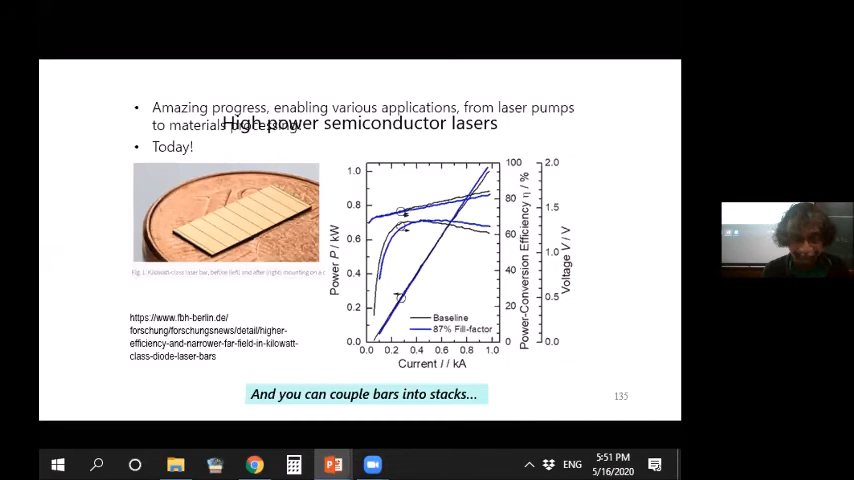 • Amazing progress, enabling various applications, from laser pumps
to materials processing.
High power semiconductor lasers
• Today!
Fig. 1: Kilowatt-class laser bar, before (left) and after (right) mounting on a
https://www.fbh-berlin.de/
forschung/forschungsnews/detail/higher-
efficiency-and-narrower-far-field-in-kilowatt-
class-diode-laser-bars
Power P / kW
1.0
0.8
0.6
0.4
0.2
0.0
0.0 0.2 0.4 0.6 0.8 1.0
Current I / kA
Baseline
87% Fill-factor
100
80
60
40
20
0
Power-Conversion Efficiency η / %
2.0
1.5
1.0
0.5
0.0
Voltage V / V
And you can couple bars into stacks...
135
ENG
5:51 PM
5/16/2020